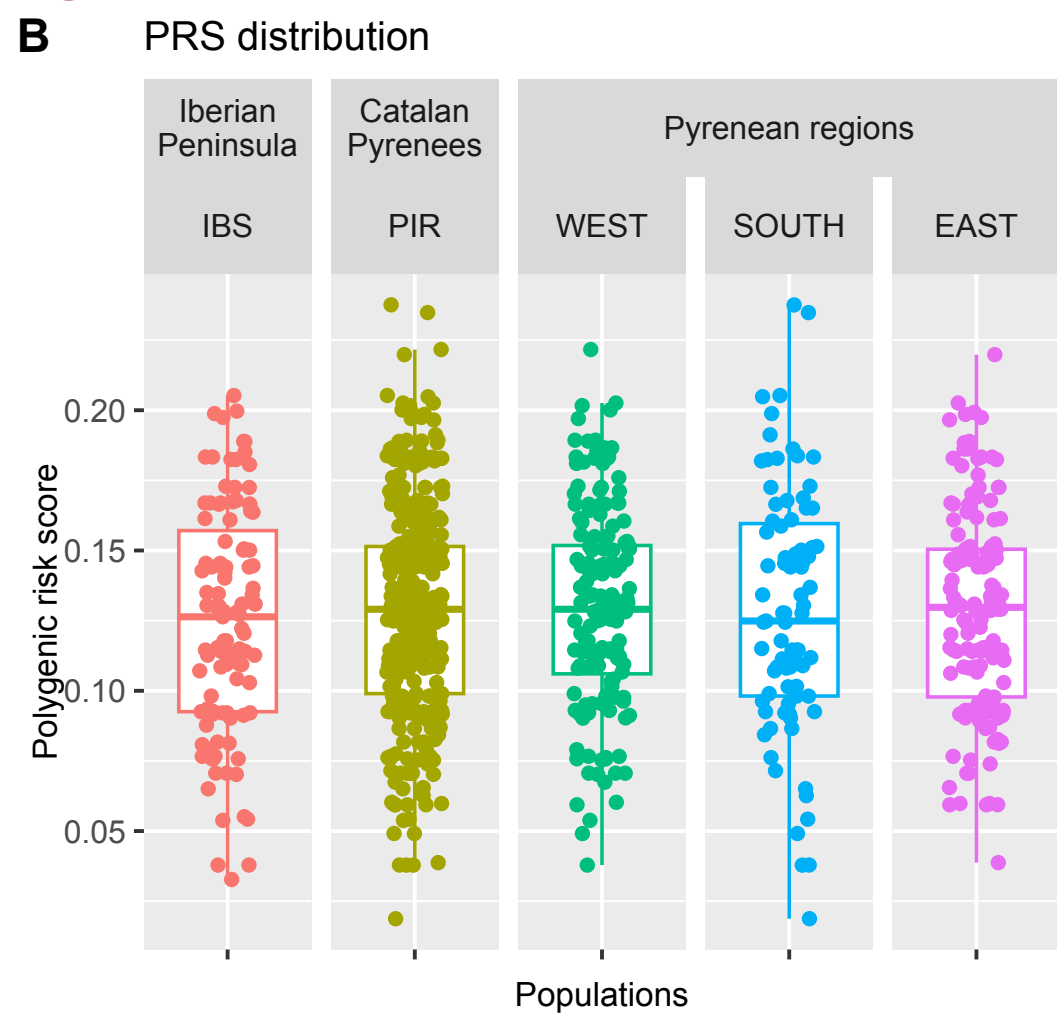 B PRS distribution
Iberian
Peninsula
Catalan
Pyrenees
Pyrenean regions
IBS
PIR
WEST
SOUTH
EAST
Polygenic risk score
0.20
0.15
0.10
0.05
Populations